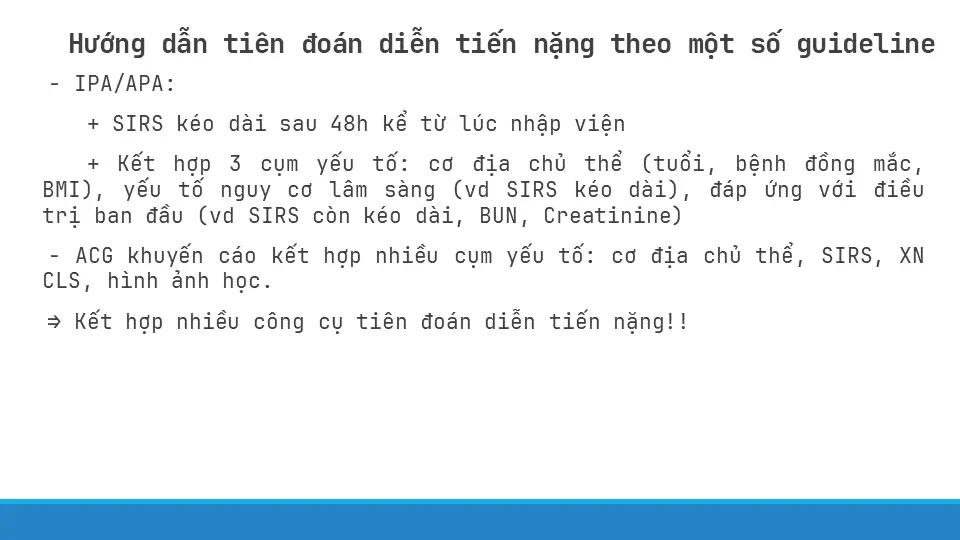 Hướng dẫn tiên đoán diễn tiến nặng theo một số guideline
- IPA/APA:
+ SIRS kéo dài sau 48h kể từ lúc nhập viện
+ Kết hợp 3 cụm yếu tố: cơ địa chủ thể (tuổi, bệnh đồng mắc,
BMI), yếu tố nguy cơ lâm sàng (vd SIRS kéo dài), đáp ứng với điều
trị ban đầu (vd SIRS còn kéo dài, BUN, Creatinine)
- ACG khuyến cáo kết hợp nhiều cụm yếu tố: cơ địa chủ thể, SIRS, XN
CLS, hình ảnh học.
⇒ Kết hợp nhiều công cụ tiên đoán diễn tiến nặng!!